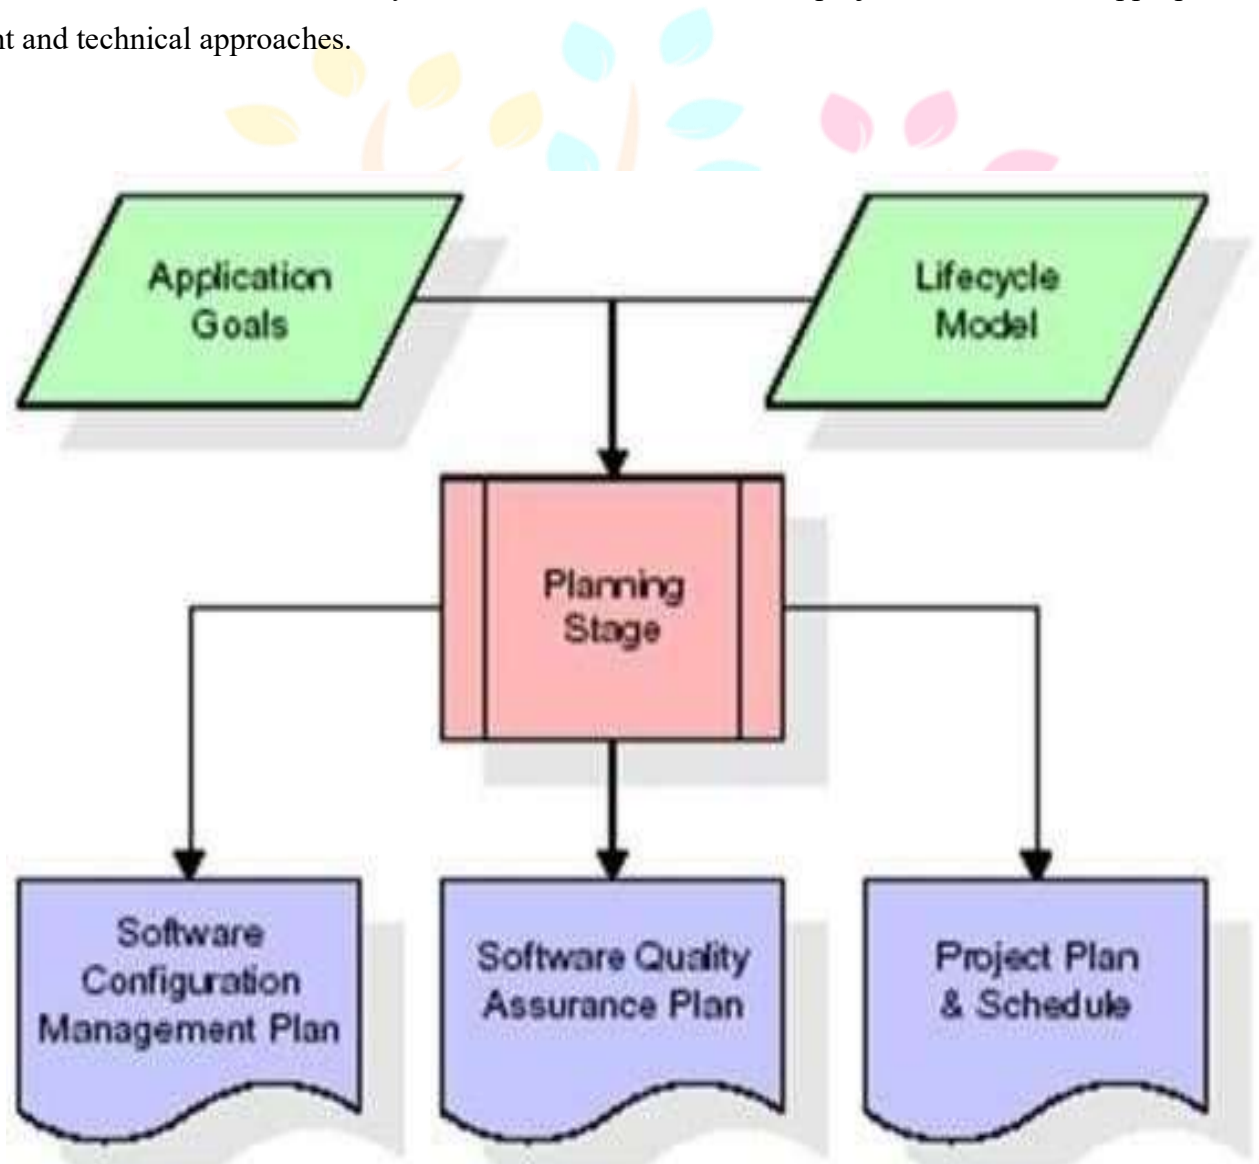 nt and technical approaches.
Application
Goals
Lifecycle
Model
Planning
Stage
Software
Configuration
Management Plan
Software Quality
Assurance Plan
Project Plan
& Schedule